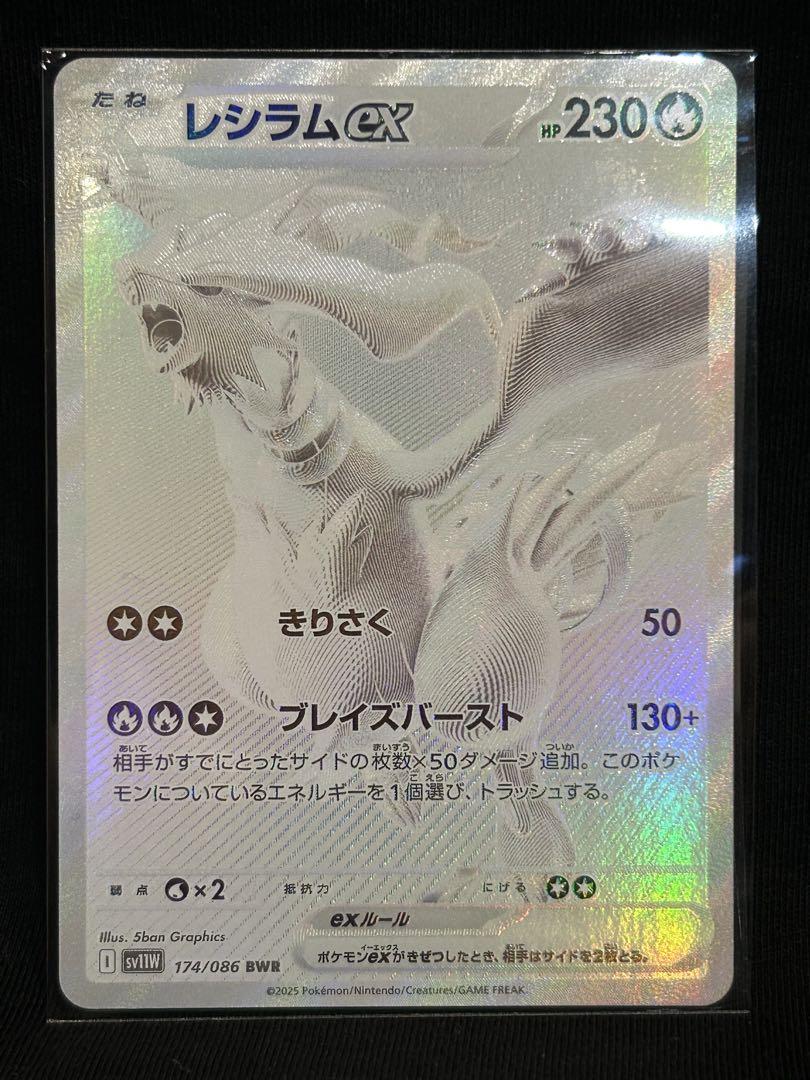 たね レシラムex HP230
きりさく 50
ブレイズバースト 130+
相手がすでにとったサイドの枚数×50ダメージ追加。このポケ
モンについているエネルギーを1個選び、トラッシュする。
弱点 ×2 抵抗力 にげる
exルール
ポケモンexがきぜつしたとき、相手はサイドを2枚とる。
Illus. 5ban Graphics
I SV11W 174/086 BWR
©2025 Pokémon/Nintendo/Creatures/GAME FREAK.